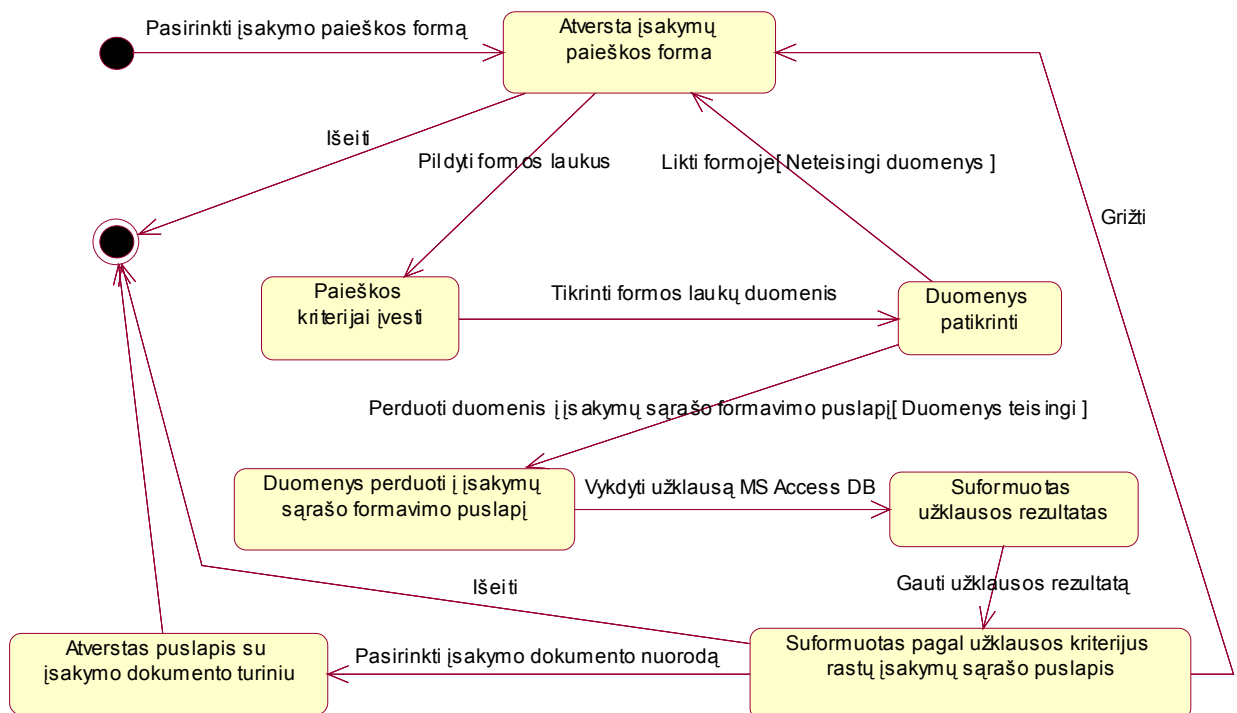 Pasirinkti įsakymo paieškos formą
Atversta įsakymų
paieškos forma
Išeiti
Pildyti formos laukus
Likti formoje[ Neteisingi duomenys ]
Grižti
Paieškos
kriterijai įvesti
Tikrinti formos laukų duomenis
Duomenys
patikrinti
Perduoti duomenis į įsakymų sąrašo formavimo puslapį[ Duomenys teisingi ]
Duomenys perduoti į įsakymų
sąrašo formavimo puslapį
Vykdyti užklausą MS Access DB
Suformuotas
užklausos rezultatas
Išeiti
Gauti užklausos rezultatą
Atverstas puslapis su
įsakymo dokumento turiniu
Pasirinkti įsakymo dokumento nuorodą
Suformuotas pagal užklausos kriterijus
rastų įsakymų sąrašo puslapis